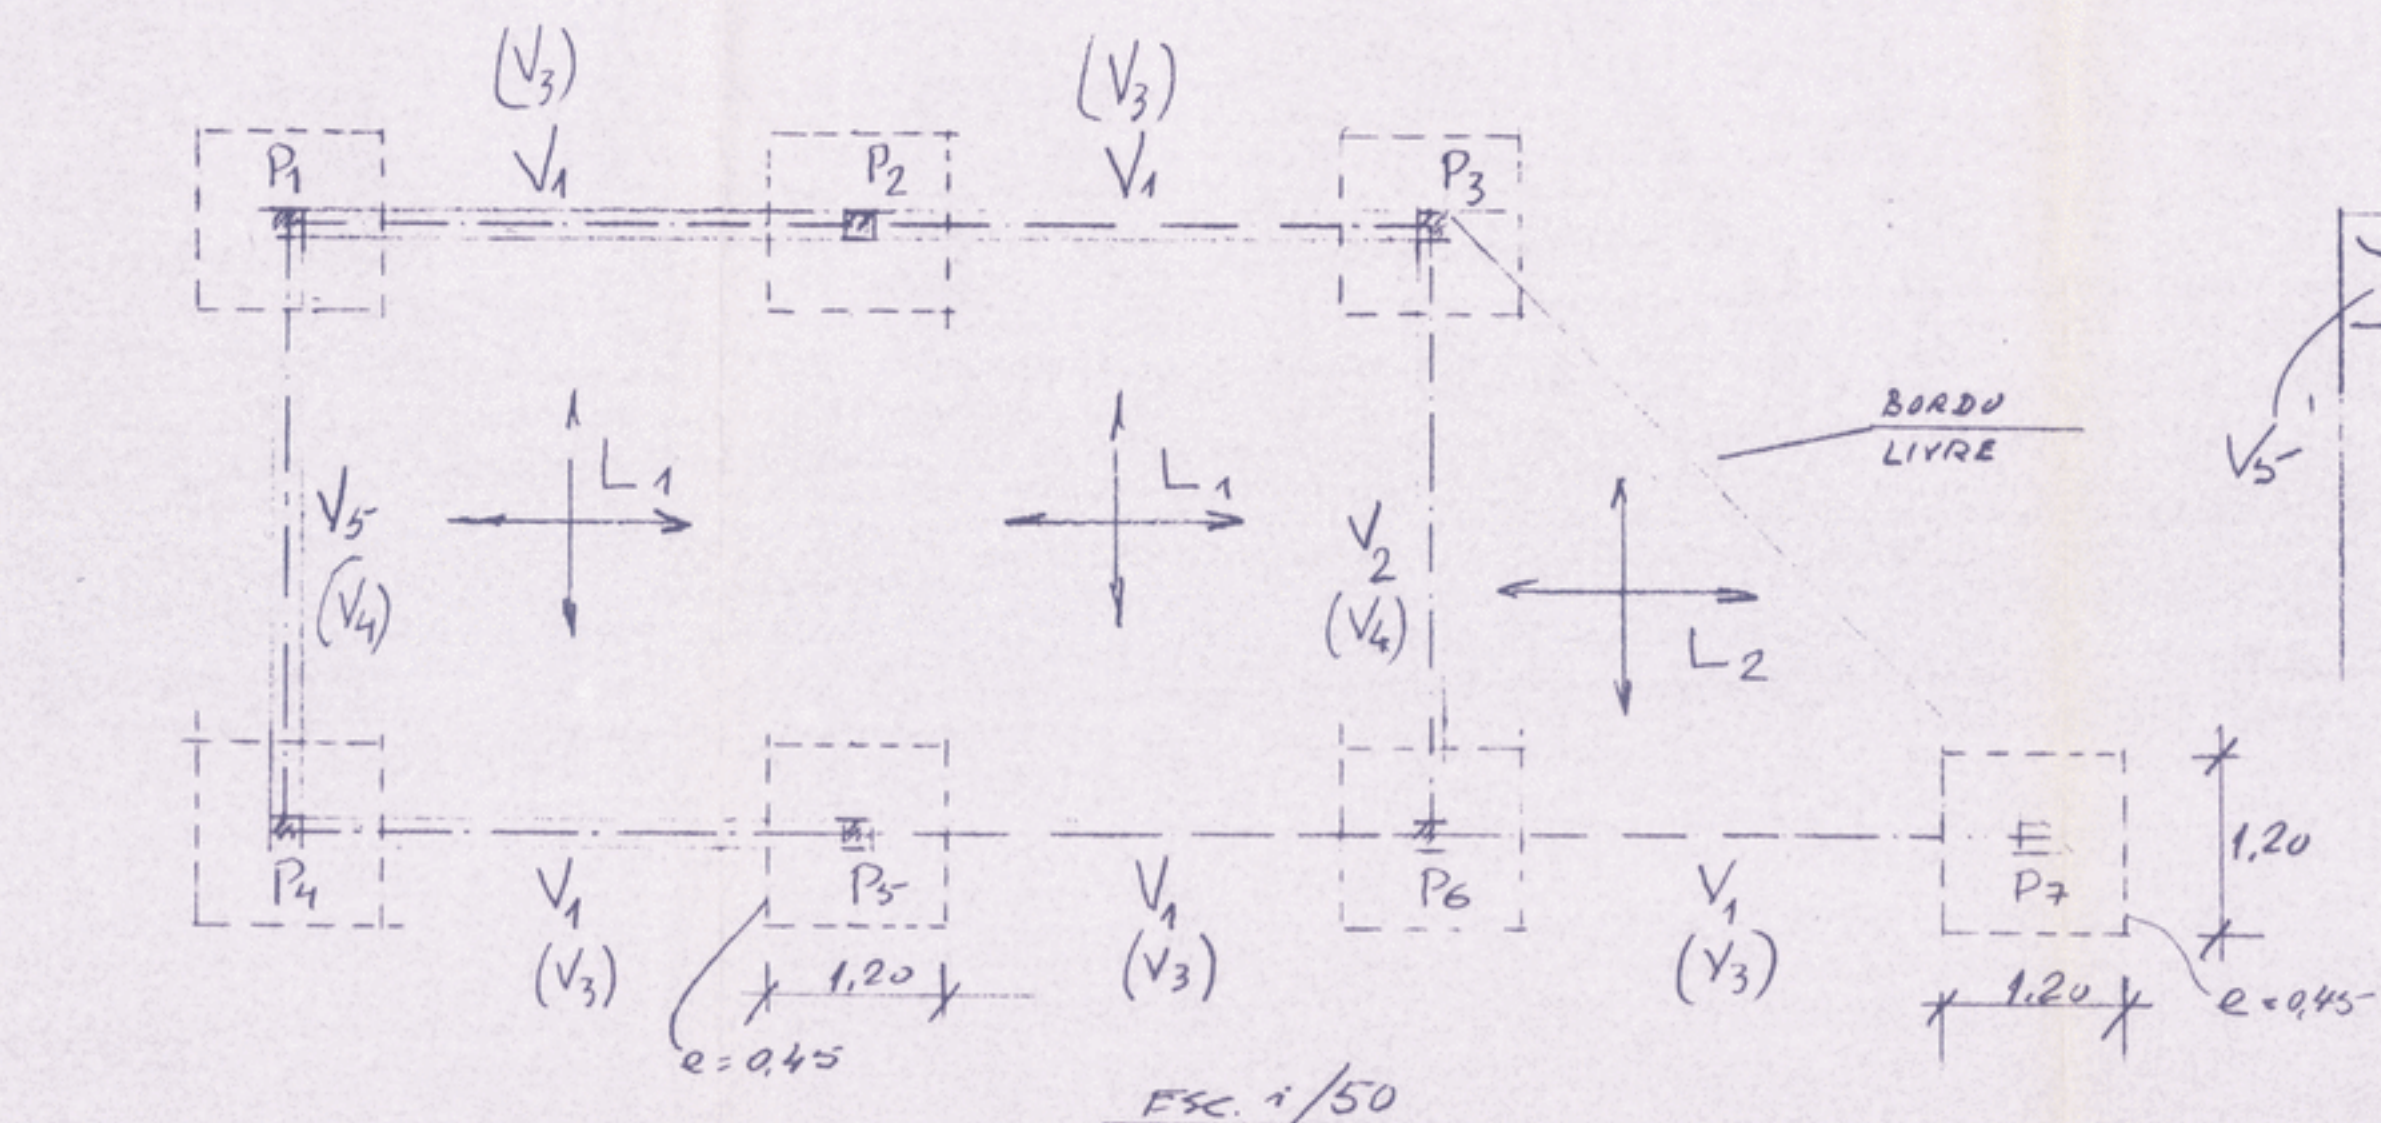 (V3) (V3)
P1 V1 P2 V1 P3
BORDO
LIVRE
V5 L1 L1 V2 V5
(V4) (V4) L2
P4 V1 P5 V1 P6 V1 P7 1,20
(V3) 1,20 (V3) (V3) 1,20 e=0,45
e=0,45
ESC. 1/50